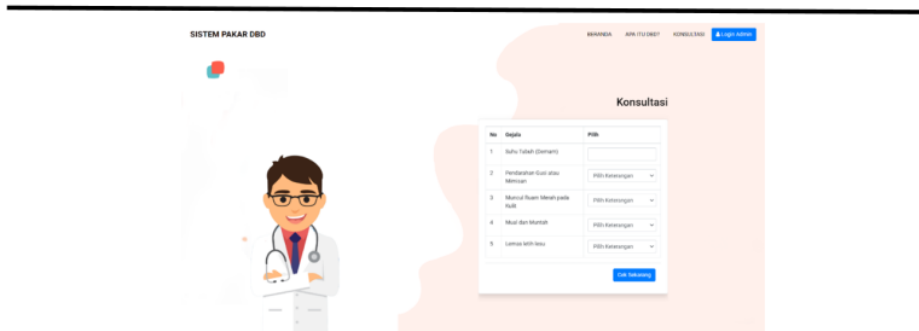 SISTEM PAKAR DBD
BERANDA APA ITU DBD? KONSULTASI Login Admin
Konsultasi
No Gejala Pilih
1 Suhu Tubuh (Demam)
2 Pendarahan Gusi atau
Mimisan
Pilih Keterangan
3 Muncul Ruam Merah pada
Kulit
Pilih Keterangan
4 Mual dan Muntah Pilih Keterangan
5 Lemas letih lesu Pilih Keterangan
Cek Sekarang